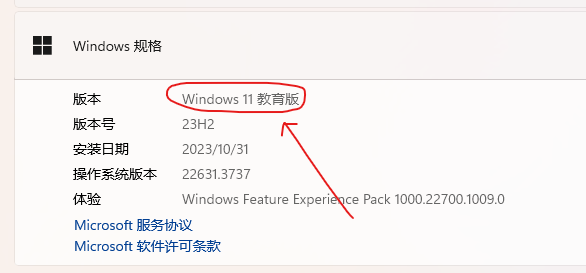 Windows 规格
版本 Windows 11 教育版
版本号 23H2
安装日期 2023/10/31
操作系统版本 22631.3737
体验 Windows Feature Experience Pack 1000.22700.1009.0
Microsoft 服务协议
Microsoft 软件许可条款